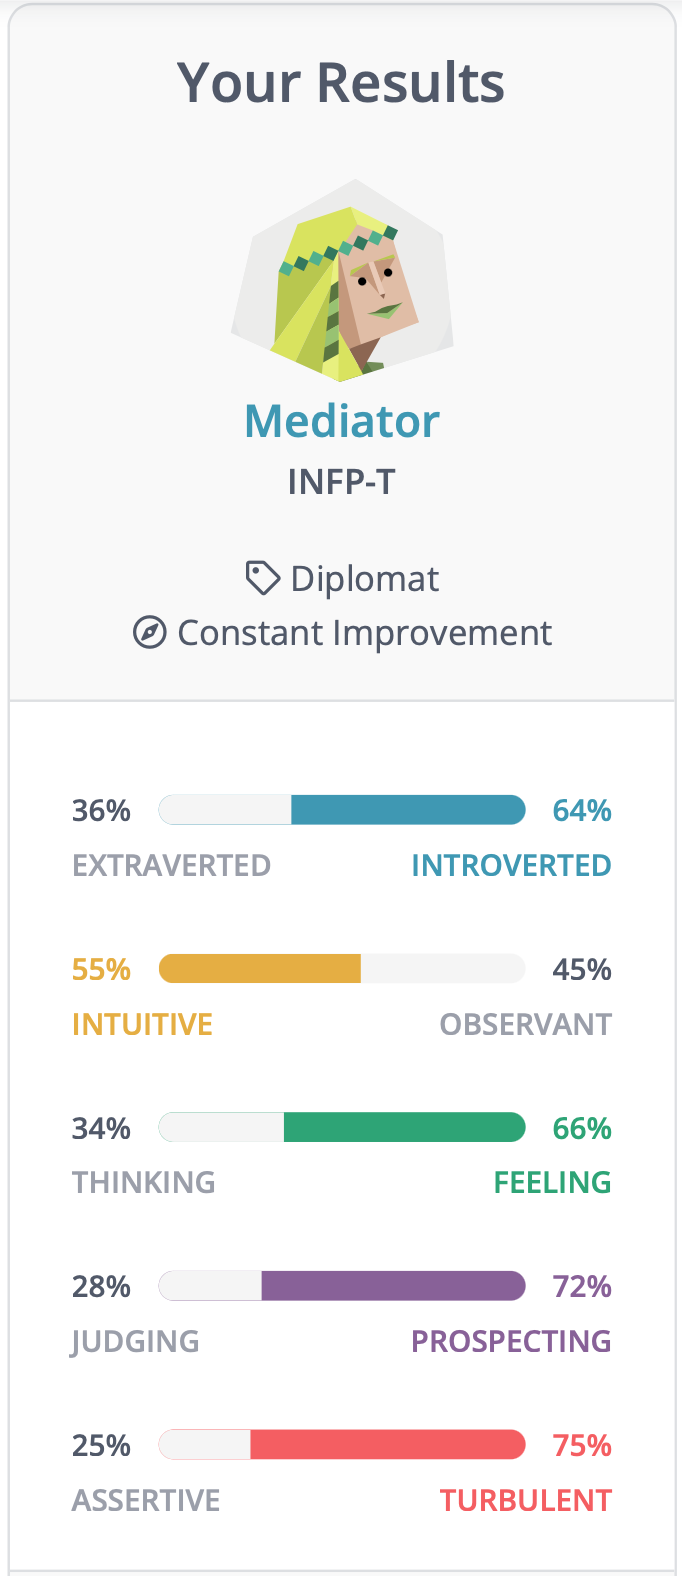 Your Results
Mediator
INFP-T
Diplomat
Constant Improvement
36% 64%
EXTRAVERTED INTROVERTED
55% 45%
INTUITIVE OBSERVANT
34% 66%
THINKING FEELING
28% 72%
JUDGING PROSPECTING
25% 75%
ASSERTIVE TURBULENT